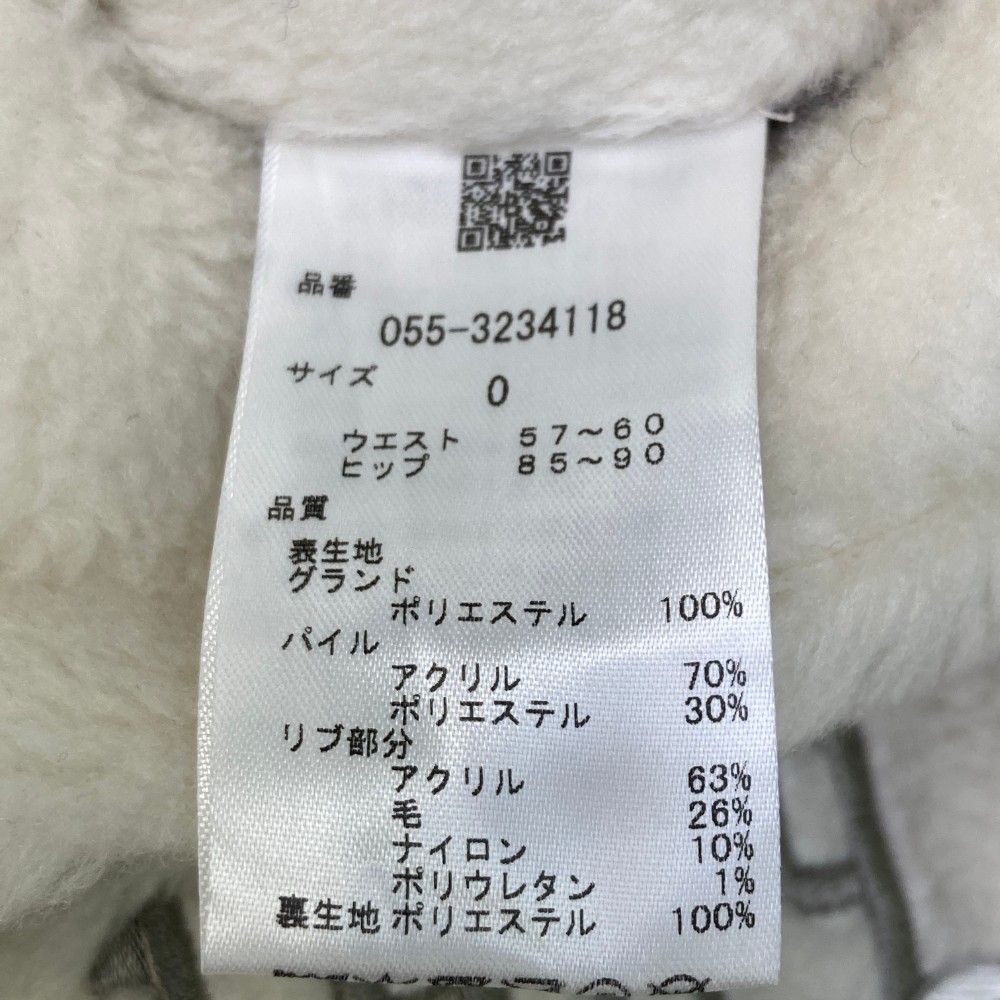 品番
055-3234118
サイズ
0
ウエスト 57～60
ヒップ 85～90
品質
表生地
グランド
ポリエステル 100%
パイル
アクリル 70%
ポリエステル 30%
リブ部分
アクリル 63%
毛 26%
ナイロン 10%
ポリウレタン 1%
裏生地 ポリエステル 100%